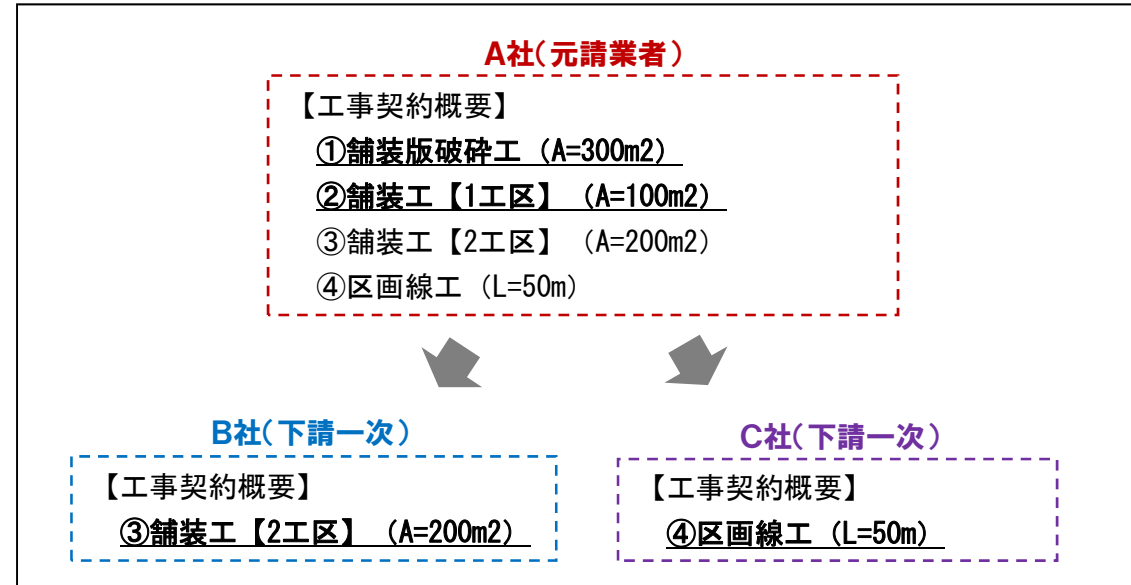 A社(元請業者)
【工事契約概要】
①舗装版破砕工 (A=300m2)
②舗装工【1工区】 (A=100m2)
③舗装工【2工区】 (A=200m2)
④区画線工 (L=50m)
B社(下請一次)
【工事契約概要】
③舗装工【2工区】 (A=200m2)
C社(下請一次)
【工事契約概要】
④区画線工 (L=50m)